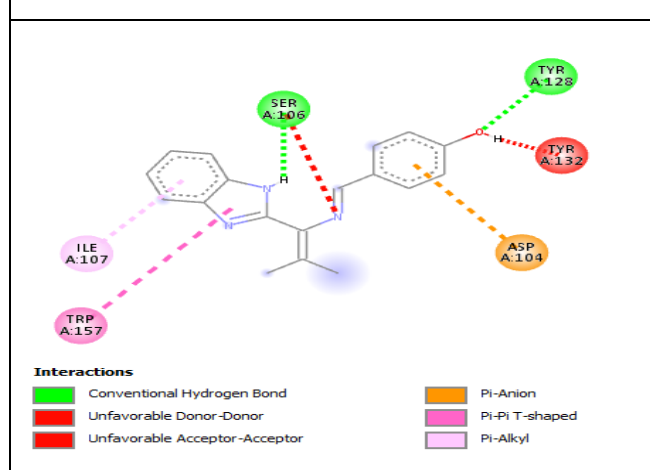 TYR
A:128
SER
A:106
H
TYR
A:132
H
N
N
N
ILE
A:107
ASP
A:104
TRP
A:157
Interactions
Conventional Hydrogen Bond
Unfavorable Donor-Donor
Unfavorable Acceptor-Acceptor
Pi-Anion
Pi-Pi T-shaped
Pi-Alkyl